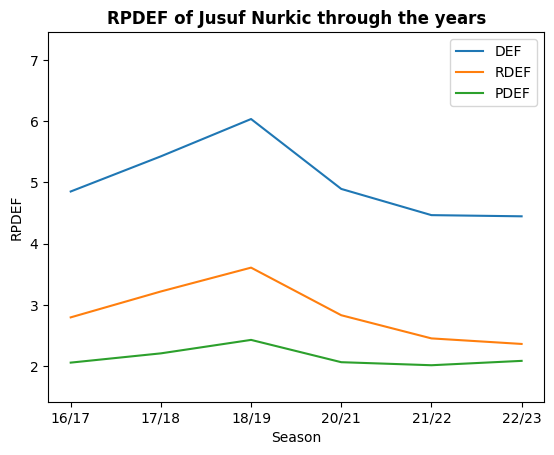 RPDEF of Jusuf Nurkic through the years
DEF
RDEF
PDEF
7
6
5
4
3
2
RPDEF
16/17 17/18 18/19 20/21 21/22 22/23
Season